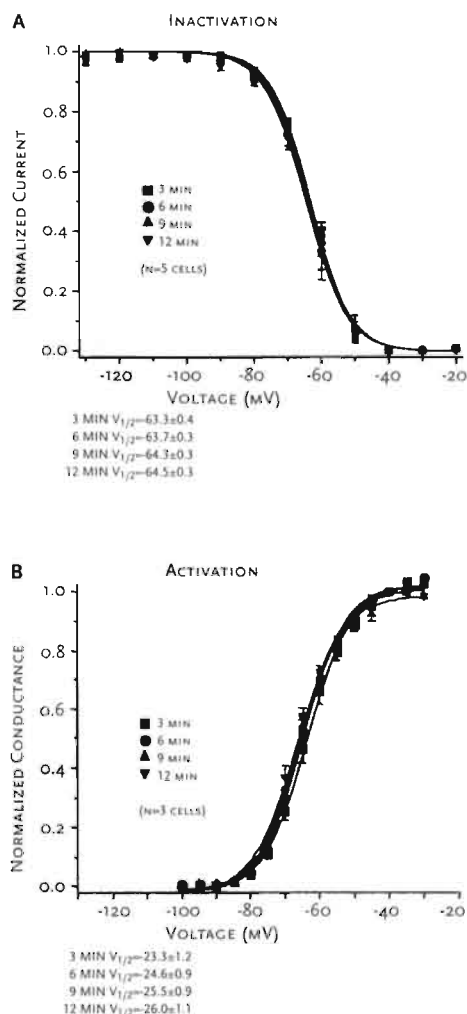 A
INACTIVATION
NORMALIZED CURRENT
1.0
0.8
0.6
0.4
0.2
0.0
■ 3 MIN
● 6 MIN
▲ 9 MIN
▼ 12 MIN
(N=5 CELLS)
-120 -100 -80 -60 -40 -20
VOLTAGE (MV)
3 MIN V1/2=-63.3±0.4
6 MIN V1/2=-63.7±0.3
9 MIN V1/2=-64.3±0.3
12 MIN V1/2=-64.5±0.3
B
ACTIVATION
NORMALIZED CONDUCTANCE
1.0
0.8
0.6
0.4
0.2
0.0
■ 3 MIN
● 6 MIN
▲ 9 MIN
▼ 12 MIN
(N=3 CELLS)
-120 -100 -80 -60 -40 -20
VOLTAGE (MV)
3 MIN V1/2=-23.3±1.2
6 MIN V1/2=-24.6±0.9
9 MIN V1/2=-25.5±0.9
12 MIN V1/2=-26.0±1.1